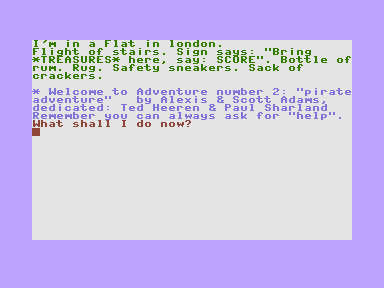 I'm in a Flat in london.
Flight of stairs. Sign says: "Bring
*TREASURES* here, say: SCORE". Bottle of
rum. Rug. Safety sneakers. Sack of
crackers.
* Welcome to Adventure number 2: "pirate
adventure"  by Alexis & Scott Adams,
dedicated: Ted Heeren & Paul Sharland
Remember you can always ask for "help".
What shall I do now?